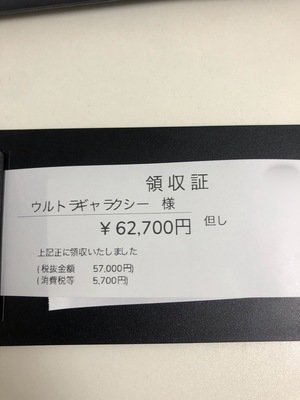 領収証
ウルトラギャラクシー 様
￥62,700円 但し
上記正に領収いたしました
(税抜金額 57,000円)
(消費税等 5,700円)